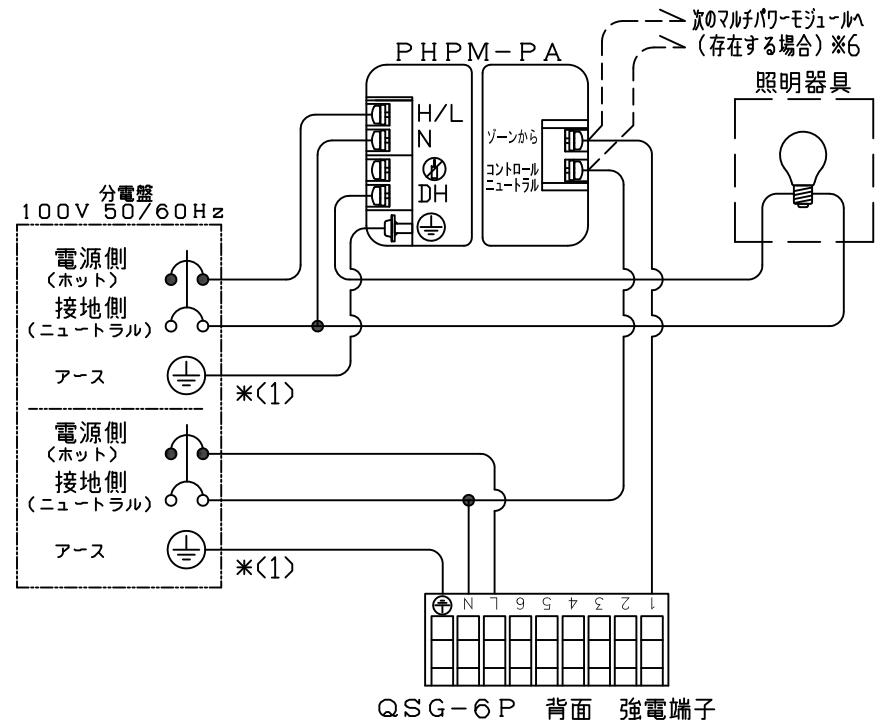 次のマルチパワーモジュールへ
(存在する場合)※6
PHPM-PA
照明器具
H/L
N
DH
ゾーンから
コントロール
ニュートラル
分電盤
100V 50/60Hz
電源側
(ホット)
接地側
(ニュートラル)
アース
*(1)
電源側
(ホット)
接地側
(ニュートラル)
アース
*(1)
N L 6 5 4 3 2 1
QSG-6P 背面 強電端子